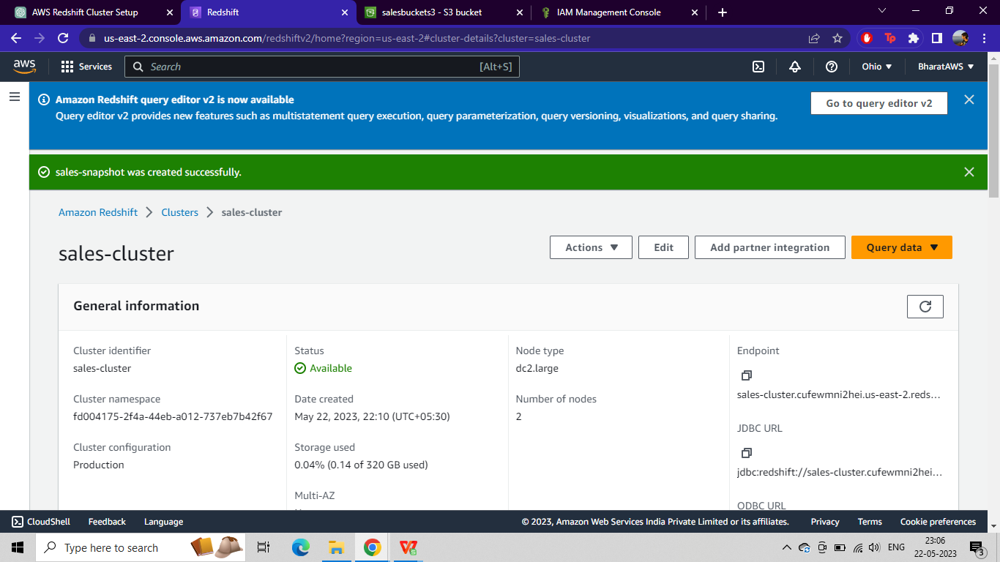 AWS Redshift Cluster Setup
Redshift
salesbuckets3 - S3 bucket
IAM Management Console
us-east-2.console.aws.amazon.com/redshiftv2/home?region=us-east-2#cluster-details?cluster=sales-cluster
Tp
aws
Services
Search
[Alt+S]
Ohio
BharatAWS
Amazon Redshift query editor v2 is now available
Query editor v2 provides new features such as multistatement query execution, query parameterization, query versioning, visualizations, and query sharing.
Go to query editor v2
sales-snapshot was created successfully.
Amazon Redshift
Clusters
sales-cluster
sales-cluster
Actions
Edit
Add partner integration
Query data
General information
Cluster identifier
sales-cluster
Cluster namespace
fd004175-2f4a-44eb-a012-737eb7b42f67
Cluster configuration
Production
Status
Available
Date created
May 22, 2023, 22:10 (UTC+05:30)
Storage used
0.04% (0.14 of 320 GB used)
Multi-AZ
Node type
dc2.large
Number of nodes
2
Endpoint
sales-cluster.cufewmni2hei.us-east-2.reds...
JDBC URL
jdbc:redshift://sales-cluster.cufewmni2hei...
ODBC URL
CloudShell
Feedback
Language
© 2023, Amazon Web Services India Private Limited or its affiliates.
Privacy
Terms
Cookie preferences
Type here to search
ENG
23:06
22-05-2023
3